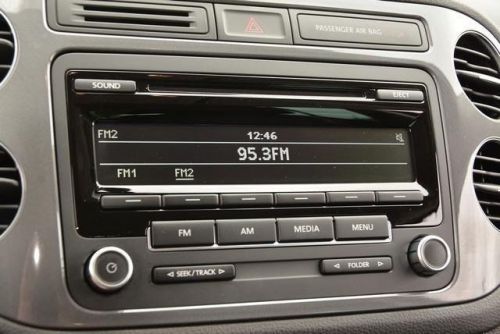 PASSENGER AIR BAG
SOUND
EJECT
FM2
12:46
95.3FM
FM1 FM2
FM AM MEDIA MENU
SEEK/TRACK
FOLDER